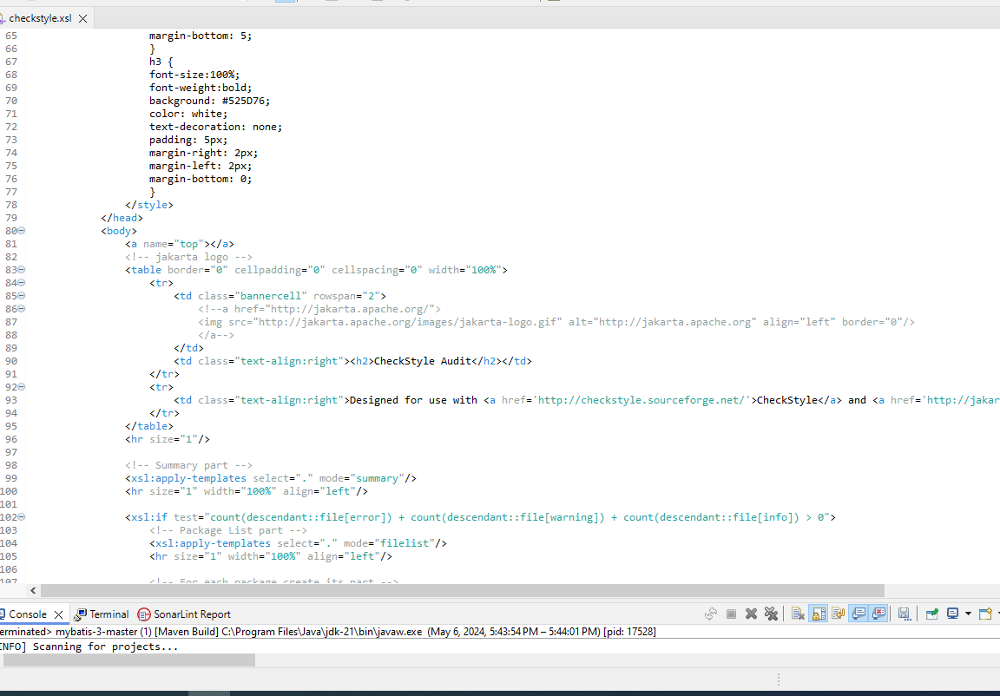 checkstyle.xsl
65 margin-bottom: 5;
66 }
67 h3 {
68 font-size:100%;
69 font-weight:bold;
70 background: #525D76;
71 color: white;
72 text-decoration: none;
73 padding: 5px;
74 margin-right: 2px;
75 margin-left: 2px;
76 margin-bottom: 0;
77 }
78 </style>
79 </head>
80 <body>
81 <a name="top"></a>
82 <!-- jakarta logo -->
83 <table border="0" cellpadding="0" cellspacing="0" width="100%">
84 <tr>
85 <td class="bannercell" rowspan="2">
86 <!--a href="http://jakarta.apache.org/">
87 <img src="http://jakarta.apache.org/images/jakarta-logo.gif" alt="http://jakarta.apache.org" align="left" border="0"/>
88 </a-->
89 </td>
90 <td class="text-align:right"><h2>CheckStyle Audit</h2></td>
91 </tr>
92 <tr>
93 <td class="text-align:right">Designed for use with <a href='http://checkstyle.sourceforge.net/'>CheckStyle</a> and <a href='http://jakar
94 </tr>
95 </table>
96 <hr size="1"/>
97
98 <!-- Summary part -->
99 <xsl:apply-templates select="." mode="summary"/>
100 <hr size="1" width="100%" align="left"/>
101
102 <xsl:if test="count(descendant::file[error]) + count(descendant::file[warning]) + count(descendant::file[info]) > 0">
103 <!-- Package List part -->
104 <xsl:apply-templates select="." mode="filelist"/>
105 <hr size="1" width="100%" align="left"/>
106
107 <!-- For each package create its part -->
Console Terminal SonarLint Report
erminated> mybatis-3-master (1) [Maven Build] C:\Program Files\Java\jdk-21\bin\javaw.exe (May 6, 2024, 5:43:54 PM – 5:44:01 PM) [pid: 17528]
INFO] Scanning for projects...